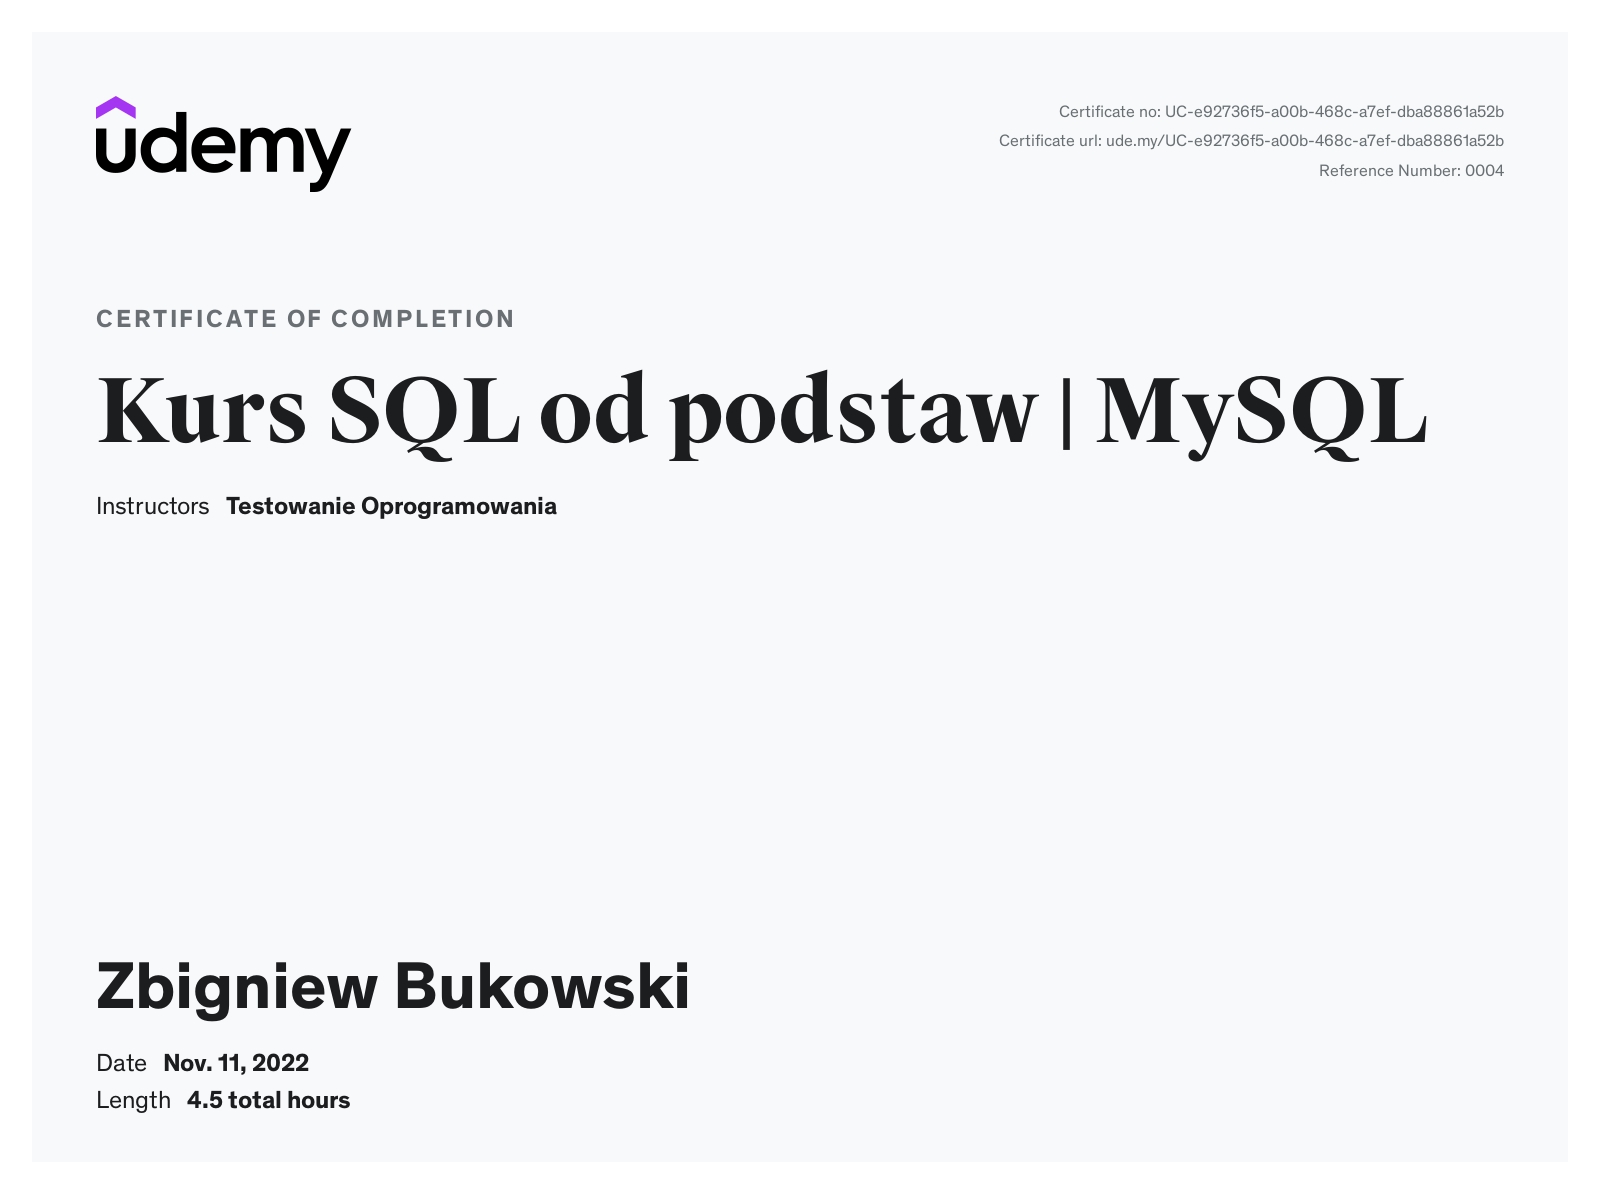 udemy
Certificate no: UC-e92736f5-a00b-468c-a7ef-dba88861a52b
Certificate url: ude.my/UC-e92736f5-a00b-468c-a7ef-dba88861a52b
Reference Number: 0004
CERTIFICATE OF COMPLETION
Kurs SQL od podstaw | MySQL
Instructors Testowanie Oprogramowania
Zbigniew Bukowski
Date Nov. 11, 2022
Length 4.5 total hours